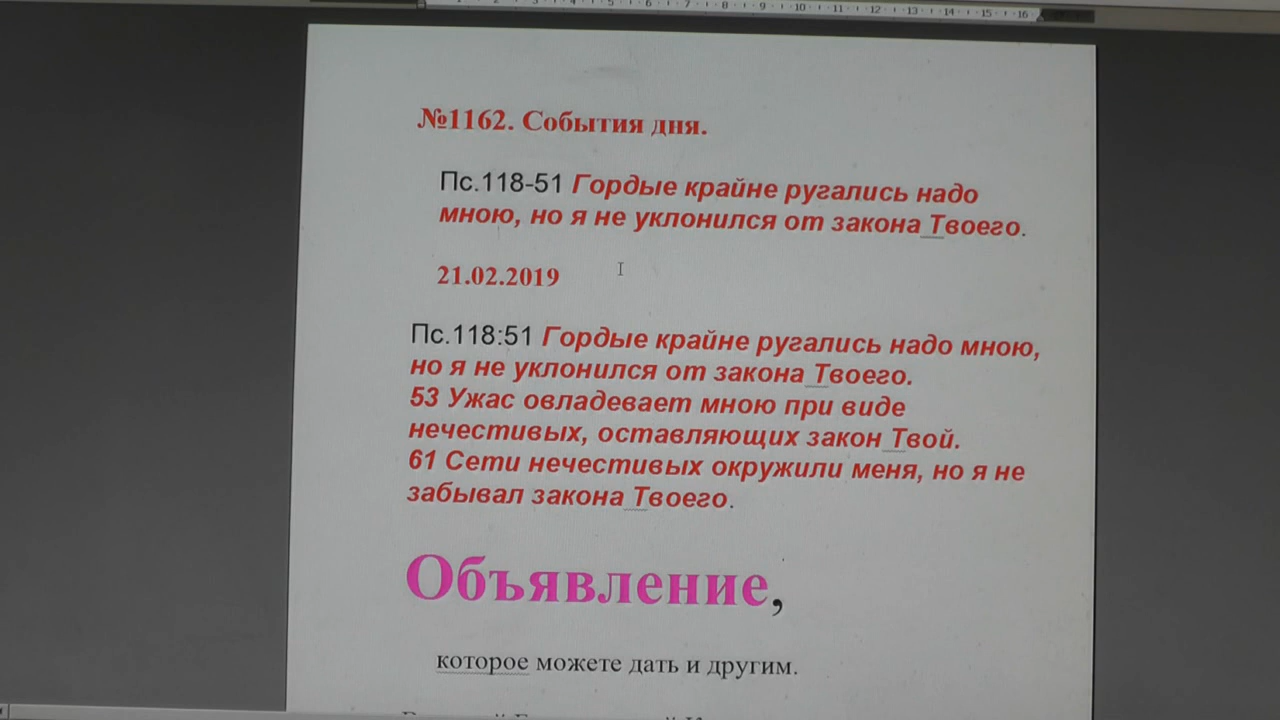 №1162. События дня.
Пс.118-51 Гордые крайне ругались надо
мною, но я не уклонился от закона Твоего.
21.02.2019
Пс.118:51 Гордые крайне ругались надо мною,
но я не уклонился от закона Твоего.
53 Ужас овладевает мною при виде
нечестивых, оставляющих закон Твой.
61 Сети нечестивых окружили меня, но я не
забывал закона Твоего.
Объявление,
которое можете дать и другим.